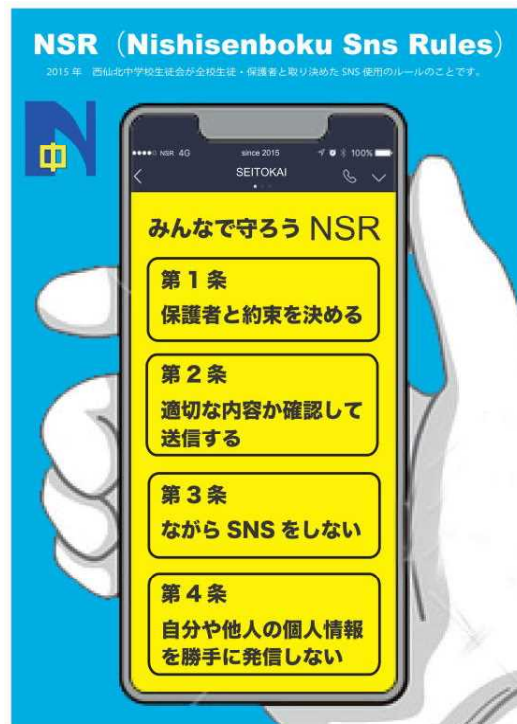 NSR（Nishisenboku Sns Rules）
2015 年　西仙北中学校生徒会が全校生徒・保護者と取り決めた SNS 使用のルールのことです。
中
NSR 4G
since 2015
100%
SEITOKAI
みんなで守ろう NSR
第 1 条
保護者と約束を決める
第 2 条
適切な内容か確認して
送信する
第 3 条
ながら SNS をしない
第 4 条
自分や他人の個人情報
を勝手に発信しない